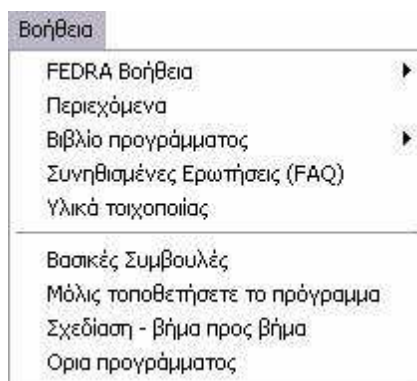 Βοήθεια
FEDRA Βοήθεια
Περιεχόμενα
Βιβλίο προγράμματος
Συνηθισμένες Ερωτήσεις (FAQ)
Υλικά τοιχοποιίας
Βασικές Συμβουλές
Μόλις τοποθετήσετε το πρόγραμμα
Σχεδίαση - βήμα προς βήμα
Ορια προγράμματος